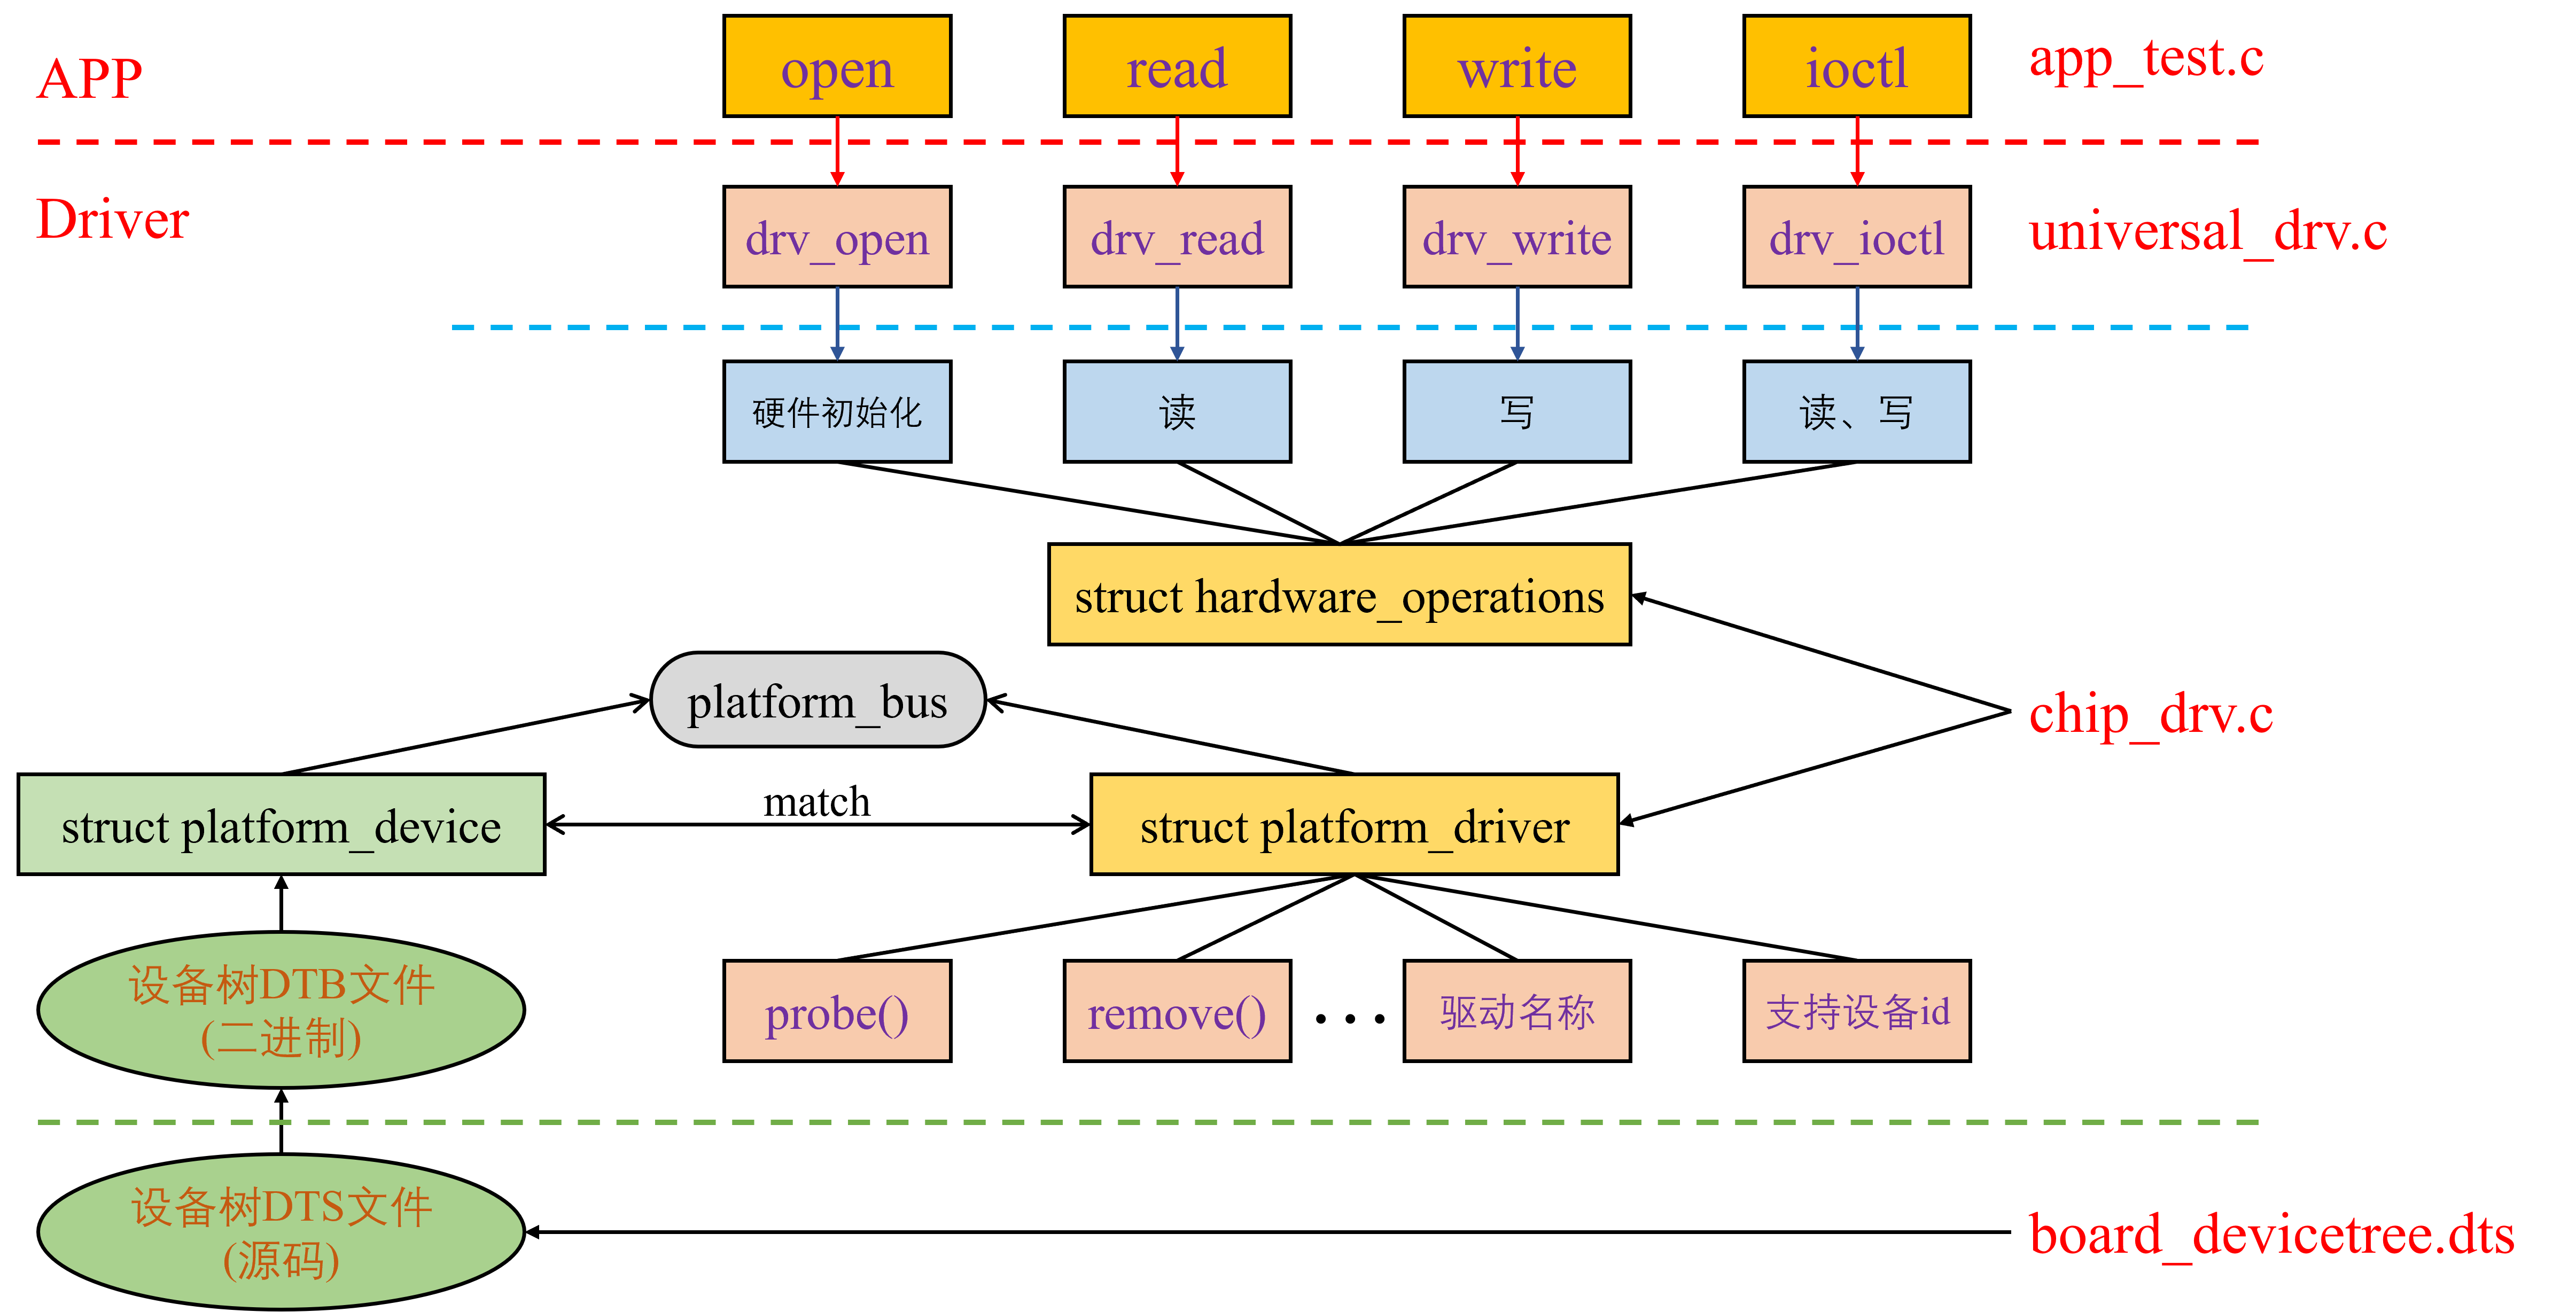 APP
open
read
write
ioctl
app_test.c
Driver
drv_open
drv_read
drv_write
drv_ioctl
universal_drv.c
硬件初始化
读
写
读、写
struct hardware_operations
platform_bus
chip_drv.c
struct platform_device
match
struct platform_driver
设备树DTB文件
(二进制)
probe()
remove()
···
驱动名称
支持设备id
设备树DTS文件
(源码)
board_devicetree.dts